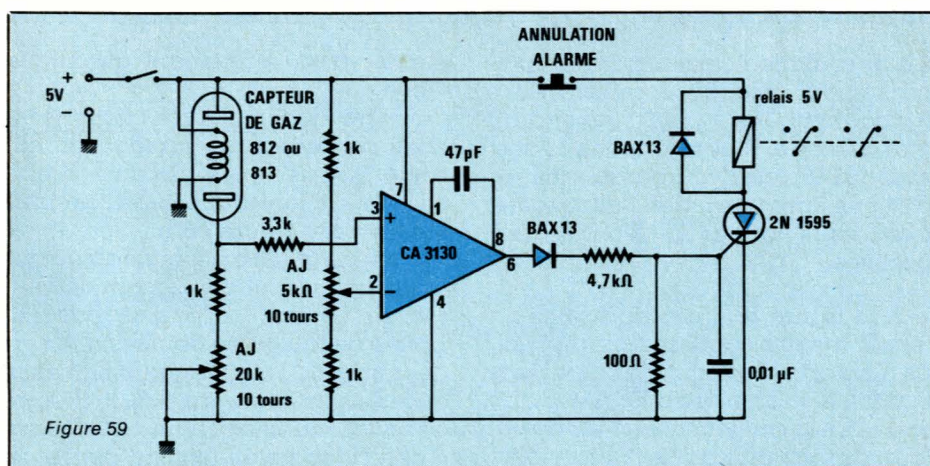 ANNULATION
ALARME
+
5V
−
CAPTEUR
DE GAZ
812 ou
813
1k
47pF
BAX13
relais 5V
7
1
8
3
+
3,3k
CA 3130
BAX13
2N 1595
6
AJ
5kΩ
10 tours
2
−
4
4,7kΩ
1k
AJ
20k
10 tours
1k
100Ω
0,01µF
Figure 59